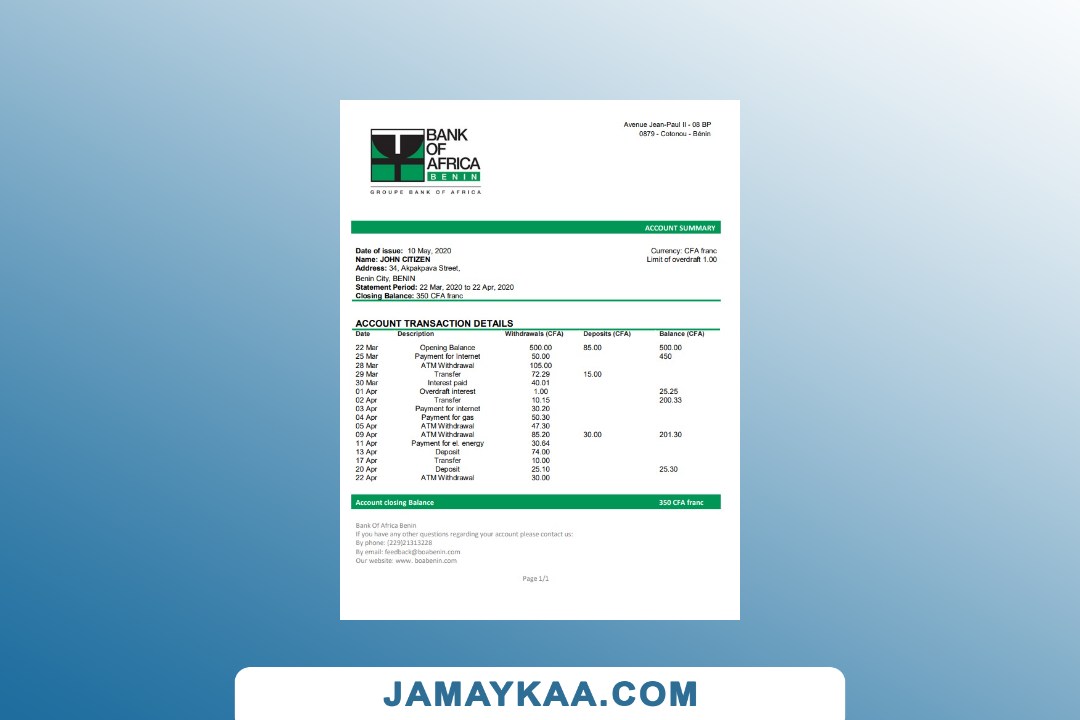 BANK
OF
AFRICA
BENIN
GROUPE BANK OF AFRICA
Avenue Jean-Paul II - 08 BP
0879 - Cotonou - Bénin
ACCOUNT SUMMARY
Date of issue: 10 May, 2020
Name: JOHN CITIZEN
Address: 34, Akpakpava Street,
Benin City, BENIN
Statement Period: 22 Mar, 2020 to 22 Apr, 2020
Closing Balance: 350 CFA franc
Currency: CFA franc
Limit of overdraft 1.00
ACCOUNT TRANSACTION DETAILS
Date Description Withdrawals (CFA) Deposits (CFA) Balance (CFA)
22 Mar Opening Balance 500.00 85.00 500.00
25 Mar Payment for Internet 50.00 450
28 Mar ATM Withdrawal 105.00
29 Mar Transfer 72.29 15.00
30 Mar Interest paid 40.01
01 Apr Overdraft interest 1.00 25.25
02 Apr Transfer 10.15 200.33
03 Apr Payment for internet 30.20
04 Apr Payment for gas 50.30
05 Apr ATM Withdrawal 47.30
09 Apr ATM Withdrawal 85.20 30.00 201.30
11 Apr Payment for el. energy 30.64
13 Apr Deposit 74.00
17 Apr Transfer 10.00
20 Apr Deposit 25.10 25.30
22 Apr ATM Withdrawal 30.00
Account closing Balance 350 CFA franc
Bank Of Africa Benin
If you have any other questions regarding your account please contact us:
By phone: (229)21313228
By email: feedback@boabenin.com
Our website: www. boabenin.com
Page 1/1
JAMAYKAA.COM